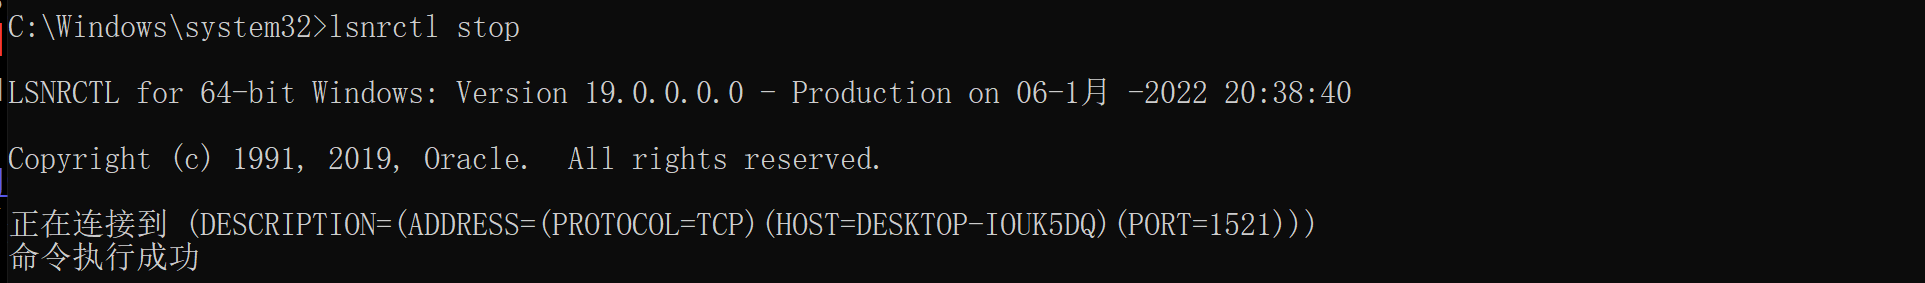 C:\Windows\system32>lsnrctl stop
LSNRCTL for 64-bit Windows: Version 19.0.0.0.0 - Production on 06-1月 -2022 20:38:40
Copyright (c) 1991, 2019, Oracle.  All rights reserved.
正在连接到 (DESCRIPTION=(ADDRESS=(PROTOCOL=TCP)(HOST=DESKTOP-IOUK5DQ)(PORT=1521)))
命令执行成功